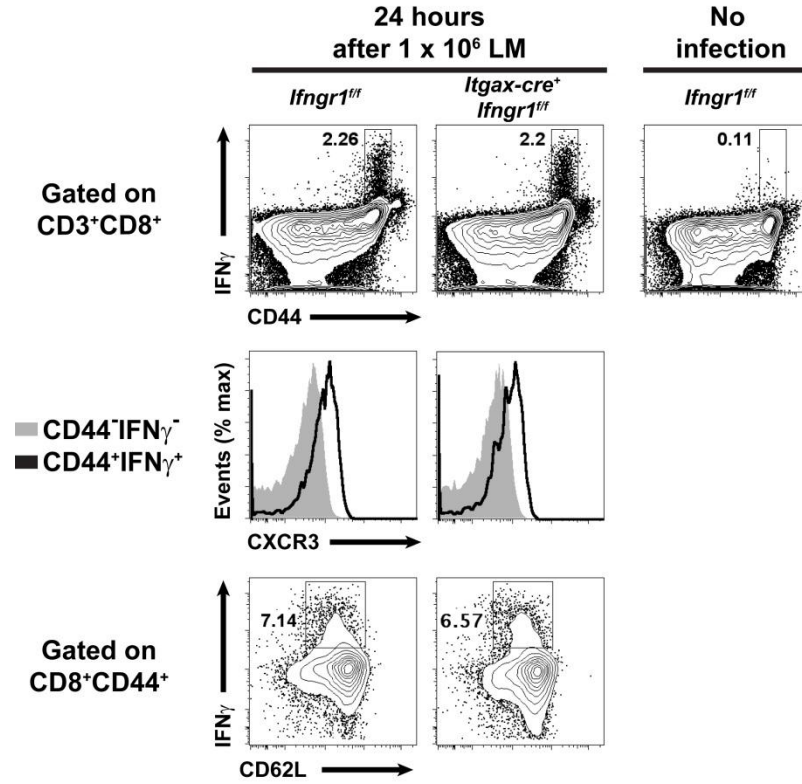 24 hours
after 1 x 10⁶ LM
No
infection
Ifngr1ᶠ/ᶠ
Itgax-cre⁺
Ifngr1ᶠ/ᶠ
Ifngr1ᶠ/ᶠ
Gated on
CD3⁺CD8⁺
2.26
2.2
0.11
IFNγ
CD44
CD44⁻IFNγ⁻
CD44⁺IFNγ⁺
Events (% max)
CXCR3
Gated on
CD8⁺CD44⁺
7.14
6.57
IFNγ
CD62L